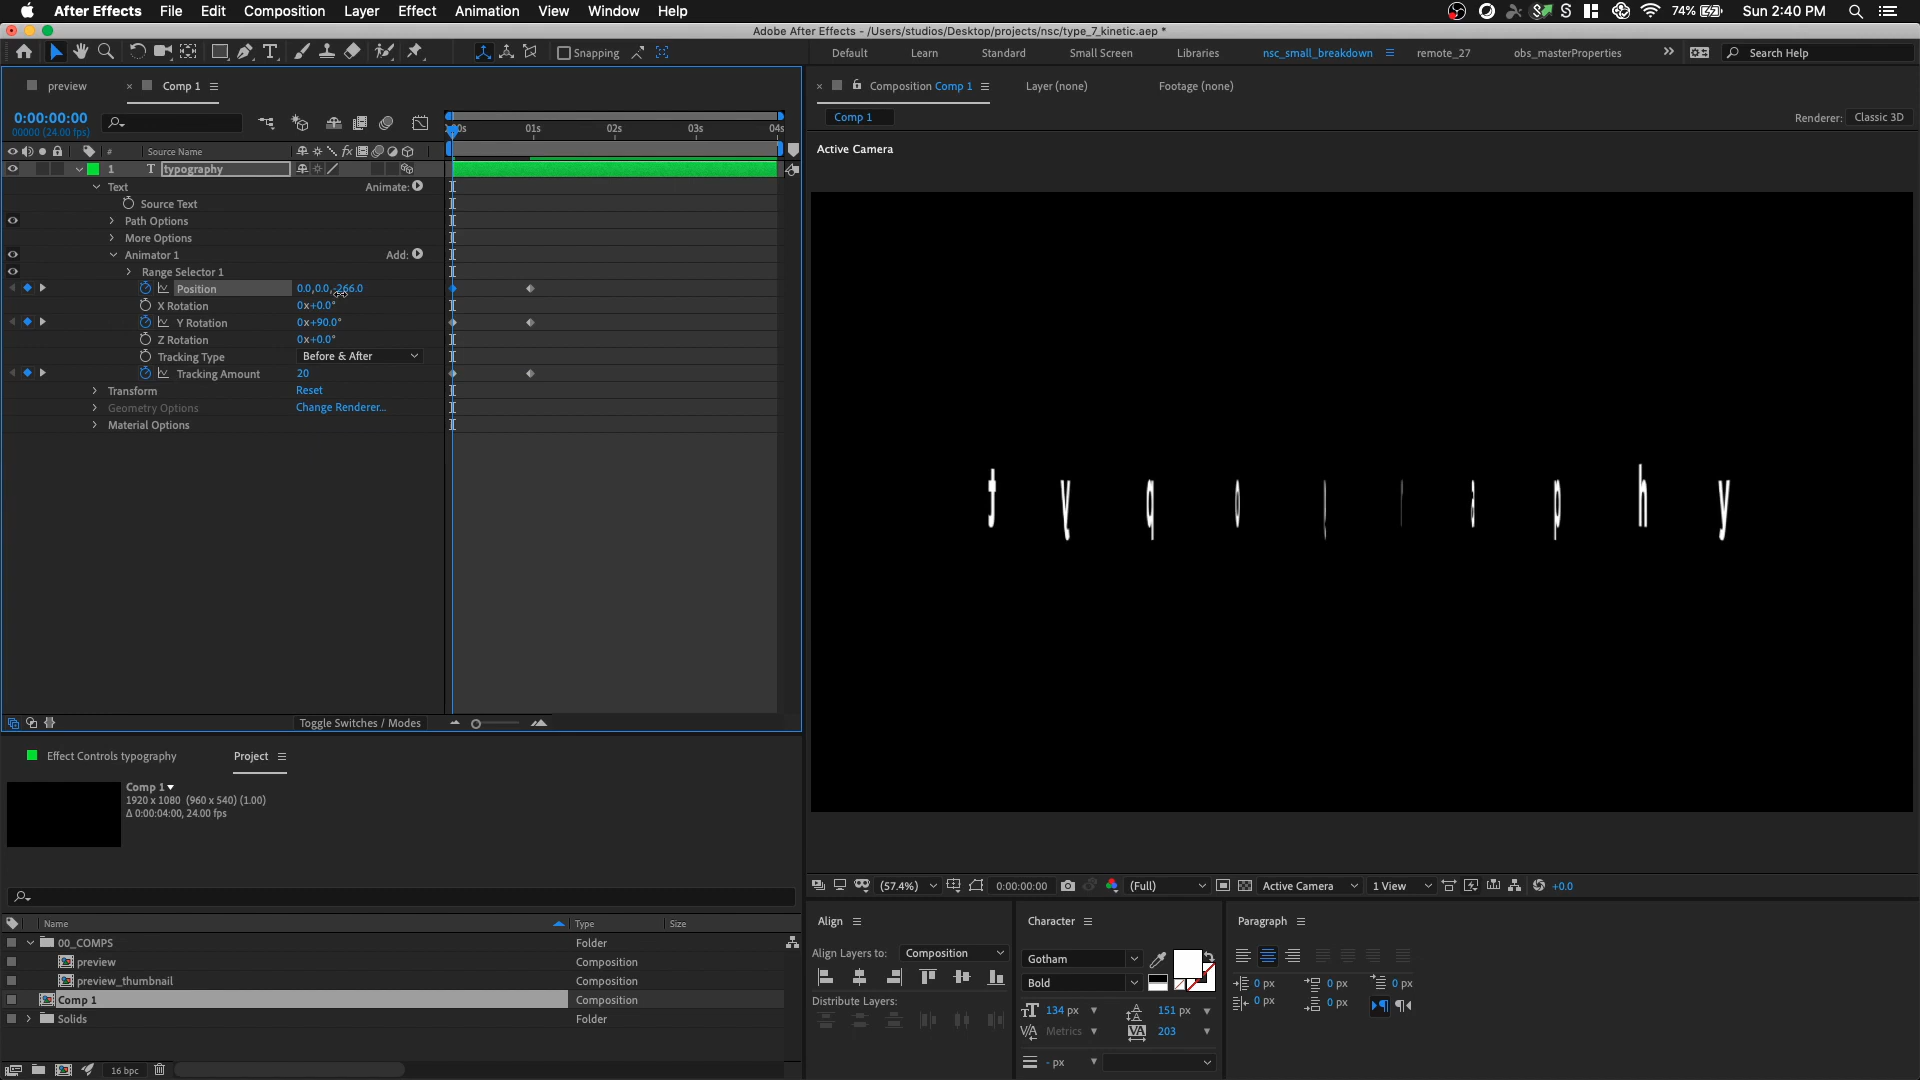 After Effects File Edit Composition Layer Effect Animation View Window Help 74% Sun 2:40 PM
Adobe After Effects - /Users/studios/Desktop/projects/nsc/type_7_kinetic.aep *
Snapping Default Learn Standard Small Screen Libraries nsc_small_breakdown remote_27 obs_masterProperties Search Help
preview Comp 1
Composition Comp 1 Layer (none) Footage (none)
0:00:00:00
00000 (24.00 fps)
Comp 1 Renderer: Classic 3D
01s 02s 03s 04s
# Source Name
Active Camera
1 T typography
Text Animate:
Source Text
Path Options
More Options
Animator 1 Add:
Range Selector 1
Position 0.0,0.0,-266.0
X Rotation 0x+0.0°
Y Rotation 0x+90.0°
Z Rotation 0x+0.0°
Tracking Type Before & After
Tracking Amount 20
Transform Reset
Geometry Options Change Renderer...
Material Options
Toggle Switches / Modes
Effect Controls typography Project
Comp 1
1920 x 1080 (960 x 540) (1.00)
Δ 0:00:04:00, 24.00 fps
(57.4%) 0:00:00:00 (Full) Active Camera 1 View +0.0
Name Type Size
00_COMPS Folder
preview Composition
preview_thumbnail Composition
Comp 1 Composition
Solids Folder
16 bpc
Align
Align Layers to: Composition
Distribute Layers:
Character
Gotham
Bold
134 px 151 px
Metrics 203
- px
Paragraph
0 px 0 px 0 px
0 px 0 px